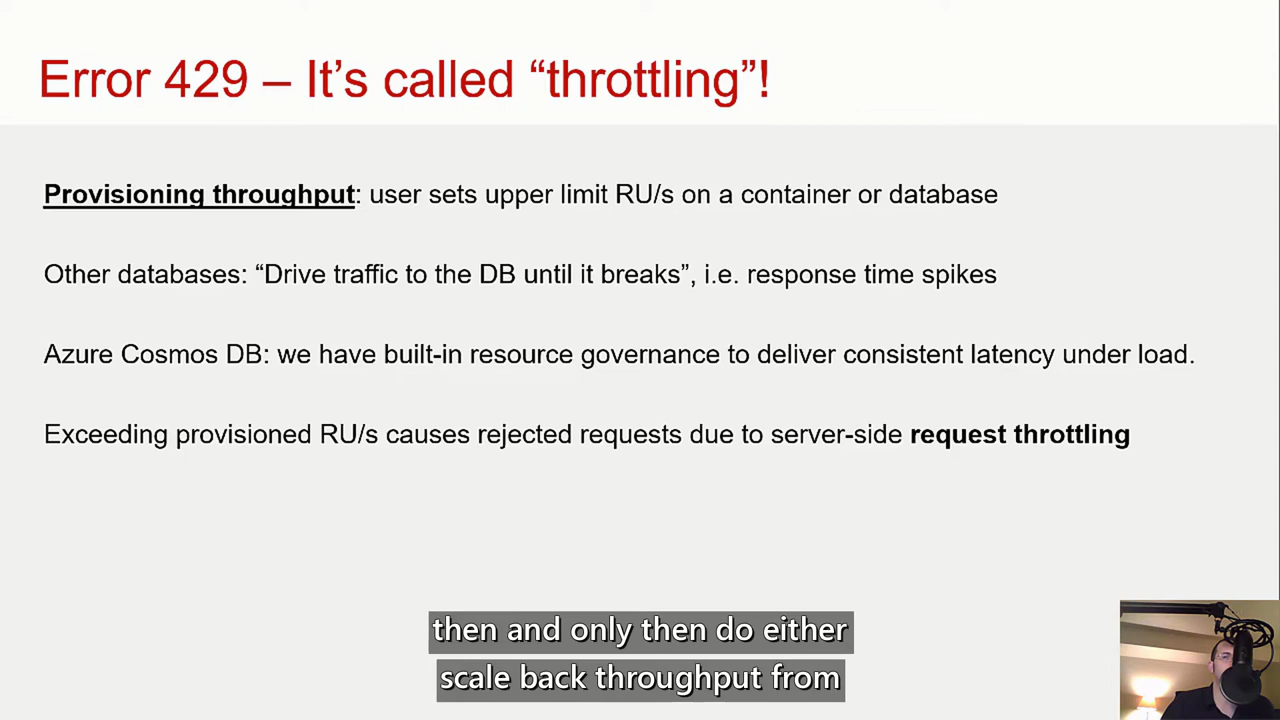 Error 429 – It’s called “throttling”!
Provisioning throughput: user sets upper limit RU/s on a container or database
Other databases: “Drive traffic to the DB until it breaks”, i.e. response time spikes
Azure Cosmos DB: we have built-in resource governance to deliver consistent latency under load.
Exceeding provisioned RU/s causes rejected requests due to server-side request throttling
then and only then do either
scale back throughput from